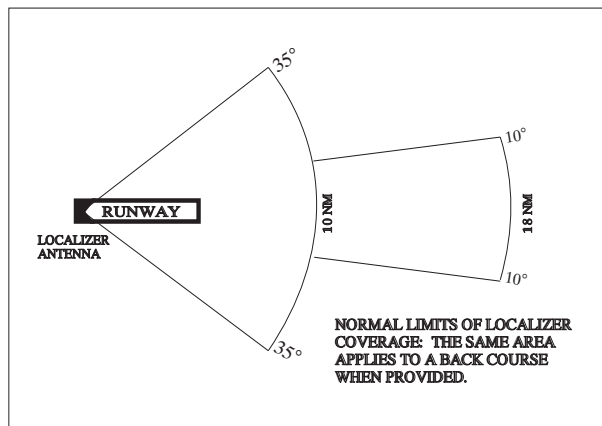 35°
10°
RUNWAY
10 NM
18 NM
LOCALIZER
ANTENNA
10°
35°
NORMAL LIMITS OF LOCALIZER
COVERAGE: THE SAME AREA
APPLIES TO A BACK COURSE
WHEN PROVIDED.